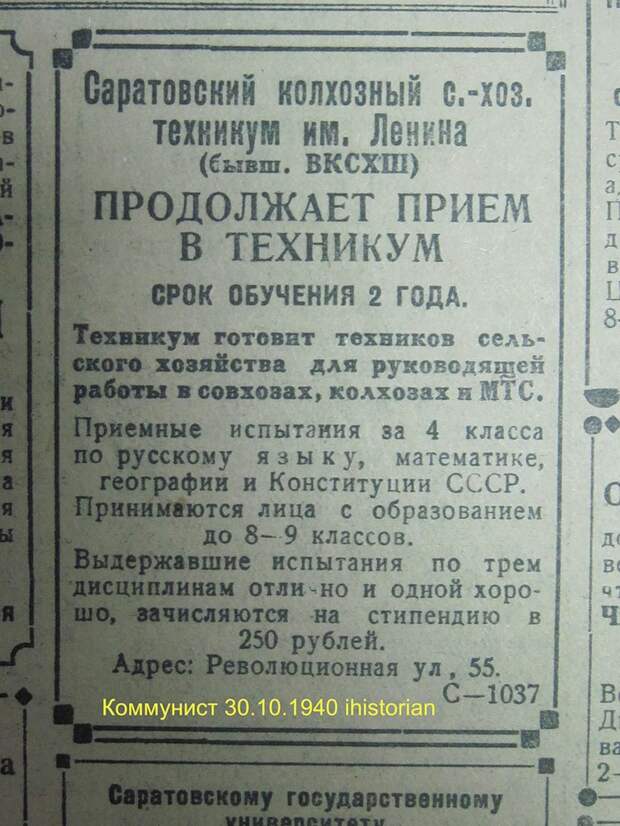 Саратовский колхозный с.-хоз.
техникум им. Ленина
(бывш. ВКСХШ)
ПРОДОЛЖАЕТ ПРИЕМ
В ТЕХНИКУМ
СРОК ОБУЧЕНИЯ 2 ГОДА.
Техникум готовит техников сель-
ского хозяйства для руководящей
работы в совхозах, колхозах и МТС.
Приемные испытания за 4 класса
по русскому языку, математике,
географии и Конституции СССР.
Принимаются лица с образованием
до 8—9 классов.
Выдержавшие испытания по трем
дисциплинам отли-но и одной хоро-
шо, зачисляются на стипендию в
250 рублей.
Адрес: Революционная ул, 55.
С—1037
Коммунист 30.10.1940 ihistorian
Саратовскому государственному
университету